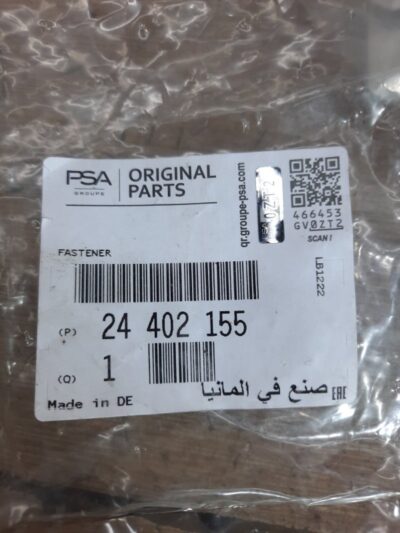 PSA
GROUPE
ORIGINAL
PARTS
qr.groupe-psa.com
466453
GV0ZT2
SCAN!
FASTENER
LB1222
(P) 24 402 155
(Q) 1
Made in DE
صنع في المانيا
EAC